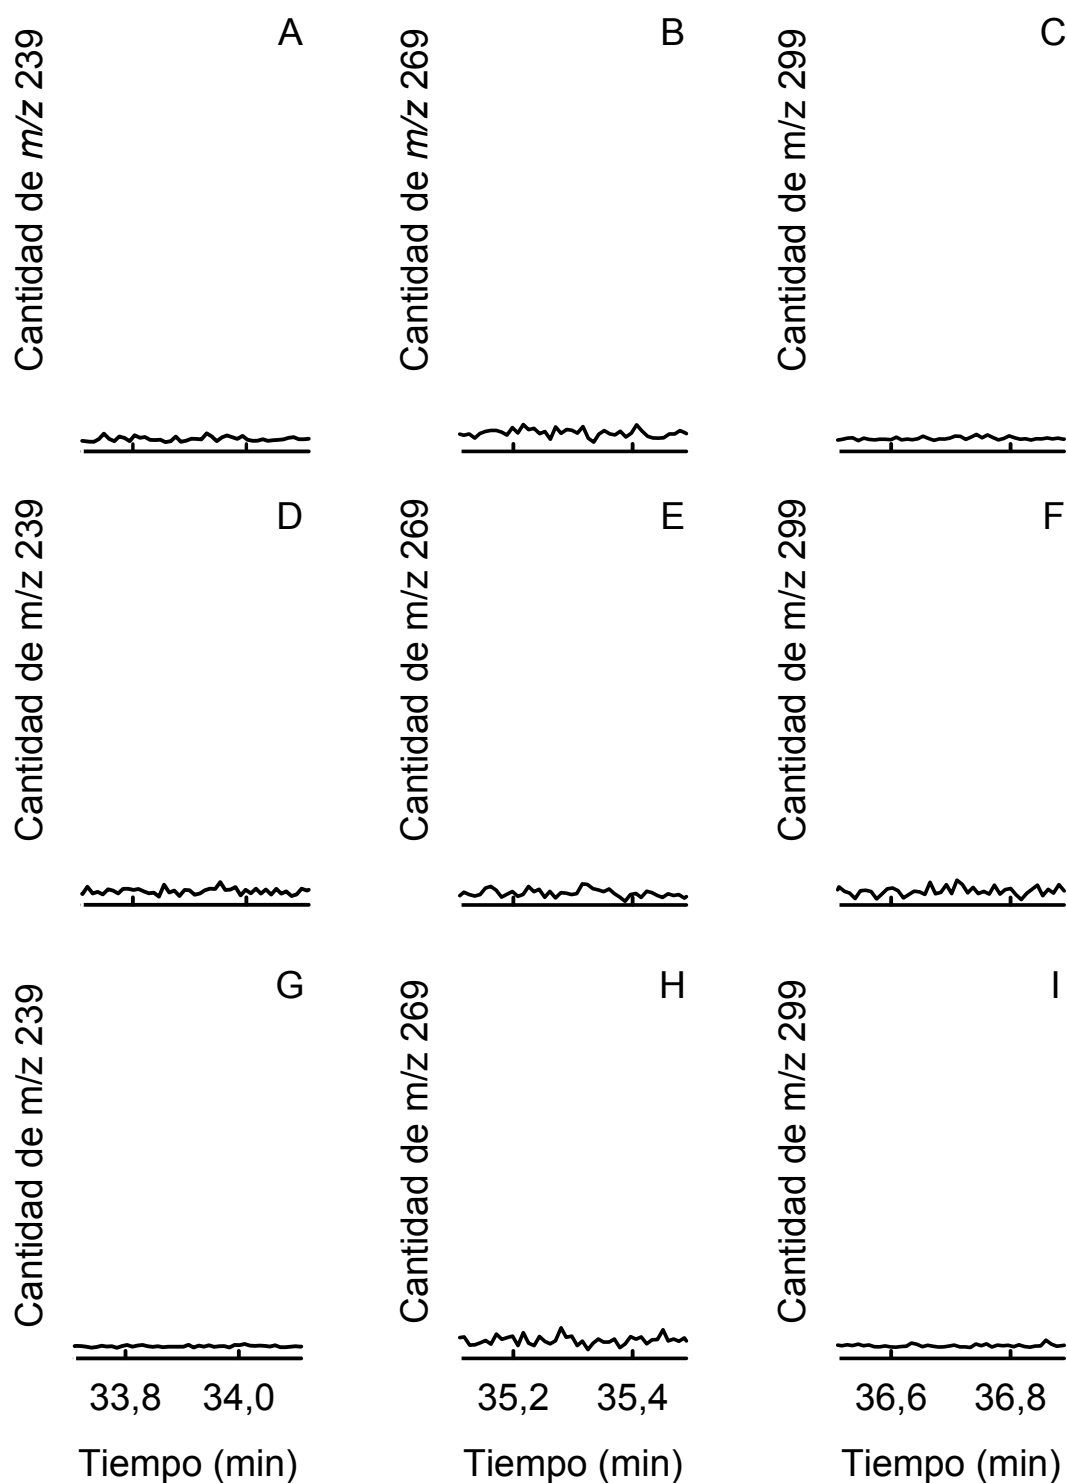 A
B
C
Cantidad de m/z 239
Cantidad de m/z 269
Cantidad de m/z 299
D
E
F
Cantidad de m/z 239
Cantidad de m/z 269
Cantidad de m/z 299
G
H
I
Cantidad de m/z 239
Cantidad de m/z 269
Cantidad de m/z 299
33,8 34,0
35,2 35,4
36,6 36,8
Tiempo (min)
Tiempo (min)
Tiempo (min)